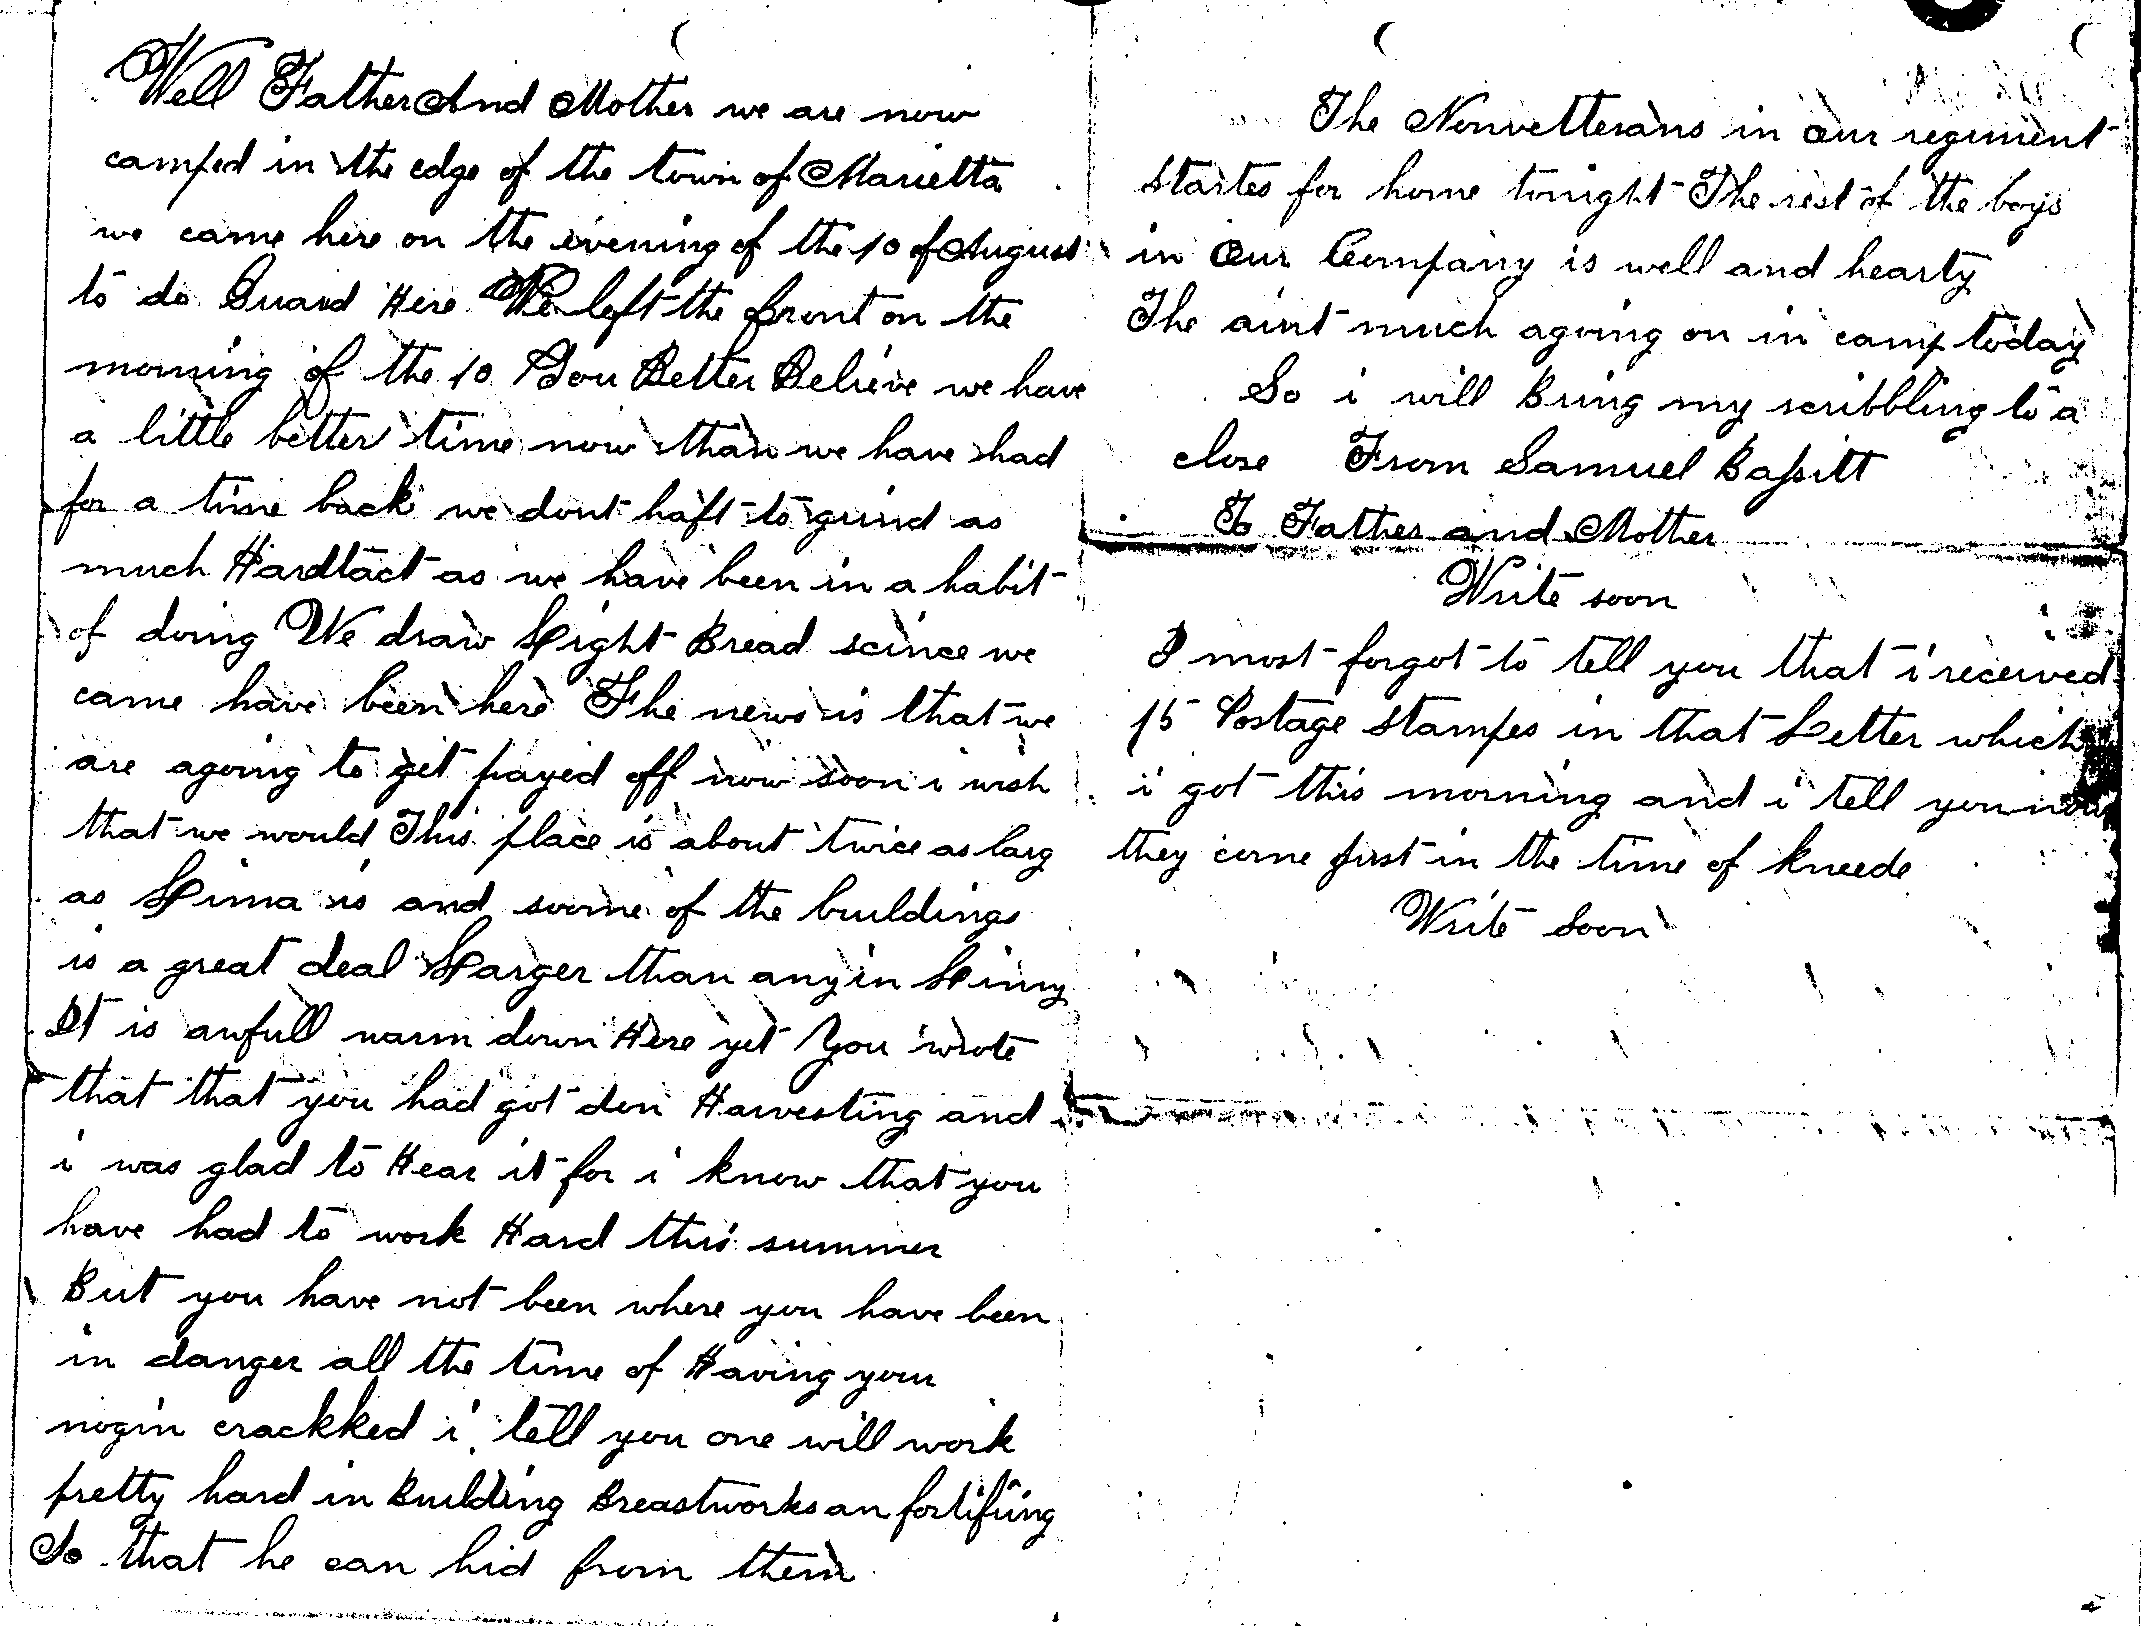 Well Father And Mother we are now
camped in the edge of the town of Marietta
we came here on the evening of the 10 of August
to do Guard Here We left the front on the
morning of the 10 You Better Believe we have
a little better time now than we have had
for a time back we dont haft to grind as
much Hardtact as we have been in a habit
of doing We draw Light Bread scince we
came have been here The news is that we
are agoing to get payed off now soon i wish
that we would This place is about twice as larg
as Lima is and soome of the buildings
is a great deal Larger than any in Limy
It is awfull warm down Here yet You wrote
that that you had got don Harvesting and
i was glad to Hear it for i know that you
have had to work Hard this summer
But you have not been where you have been
in danger all the time of Having your
nogin crackked i tell you one will work
pretty hard in Building Breastworks an fortifiing
So that he can hid from them
The Nonvetterans in our regiment
startes for home tonight The rest of the boys
in Our Company is well and hearty
The aint much agoing on in camp today
So i will Bring my scribbling to a
close From Samuel Bassitt
To Father and Mother
Write soon
I most forgot to tell you that i received
15 Postage stampes in that Letter which
i got this morning and i tell you now
they come just in the time of kneede
Write soon